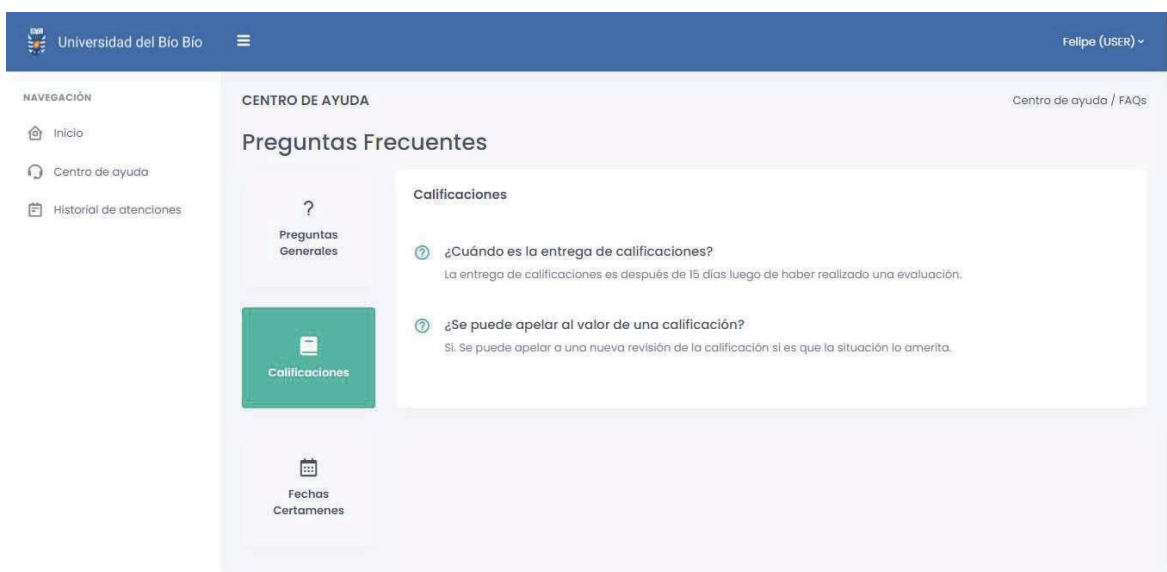 Universidad del Bío Bío
Felipe (USER)
NAVEGACIÓN
Inicio
Centro de ayuda
Historial de atenciones
CENTRO DE AYUDA
Centro de ayuda / FAQs
Preguntas Frecuentes
?
Preguntas
Generales
Calificaciones
Fechas
Certamenes
Calificaciones
¿Cuándo es la entrega de calificaciones?
La entrega de calificaciones es después de 15 días luego de haber realizado una evaluación.
¿Se puede apelar al valor de una calificación?
Si. Se puede apelar a una nueva revisión de la calificación si es que la situación lo amerita.